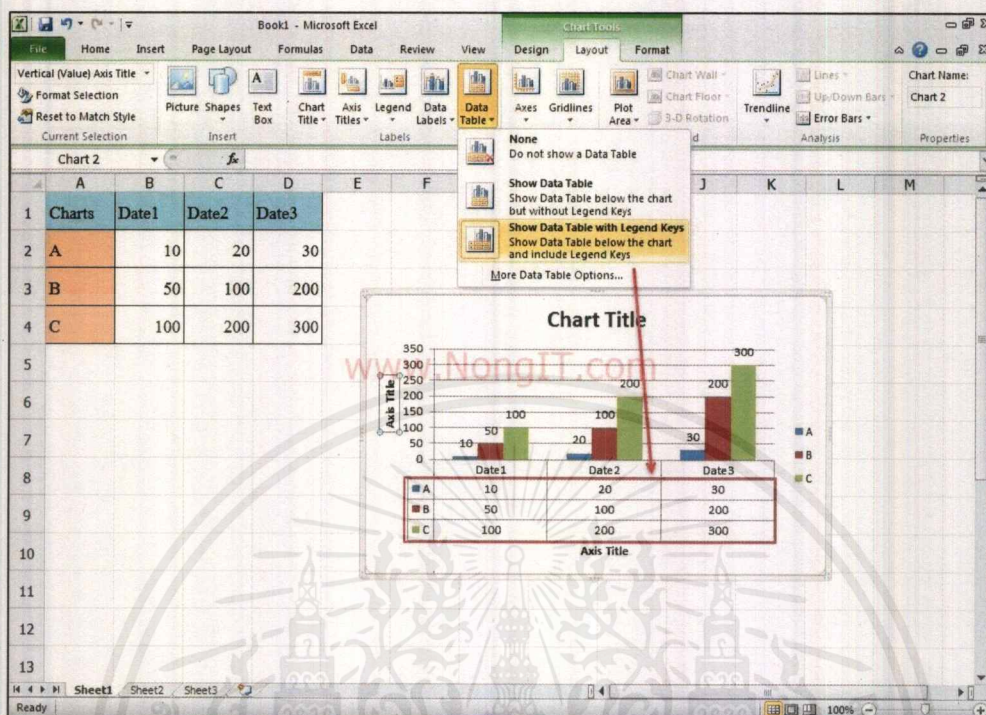 Book1 - Microsoft Excel
Chart Tools
File Home Insert Page Layout Formulas Data Review View Design Layout Format
Vertical (Value) Axis Title
Format Selection
Reset to Match Style
Current Selection
Picture Shapes Text Box
Insert
Chart Title Axis Titles Legend Data Labels Data Table
Labels
Axes Gridlines
Plot Area
Chart Wall
Chart Floor
3-D Rotation
Trendline
Lines
Up/Down Bars
Error Bars
Analysis
Chart Name:
Chart 2
Properties
Chart 2 fx
None
Do not show a Data Table
Show Data Table
Show Data Table below the chart
but without Legend Keys
Show Data Table with Legend Keys
Show Data Table below the chart
and include Legend Keys
More Data Table Options...
A B C D E F J K L M
1 Charts Date1 Date2 Date3
2 A 10 20 30
3 B 50 100 200
4 C 100 200 300
5
6
7
8
9
10
11
12
13
www.NongIT.com
Chart Title
350
300
250
200
150
100
50
0
Axis Title
10 50 100
20 100 200
30 200 300
A
B
C
Date1 Date2 Date3
A 10 20 30
B 50 100 200
C 100 200 300
Axis Title
Sheet1 Sheet2 Sheet3
Ready 100%